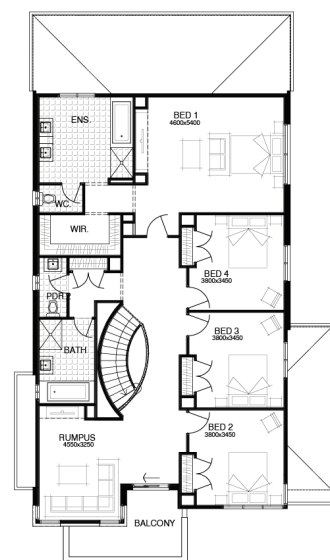 ENS.
BED 1
4600x5400
WC.
WIR.
BED 4
3800x3450
PDR.2
BED 3
3800x3450
BATH
BED 2
3800x3450
RUMPUS
4550x3250
BALCONY